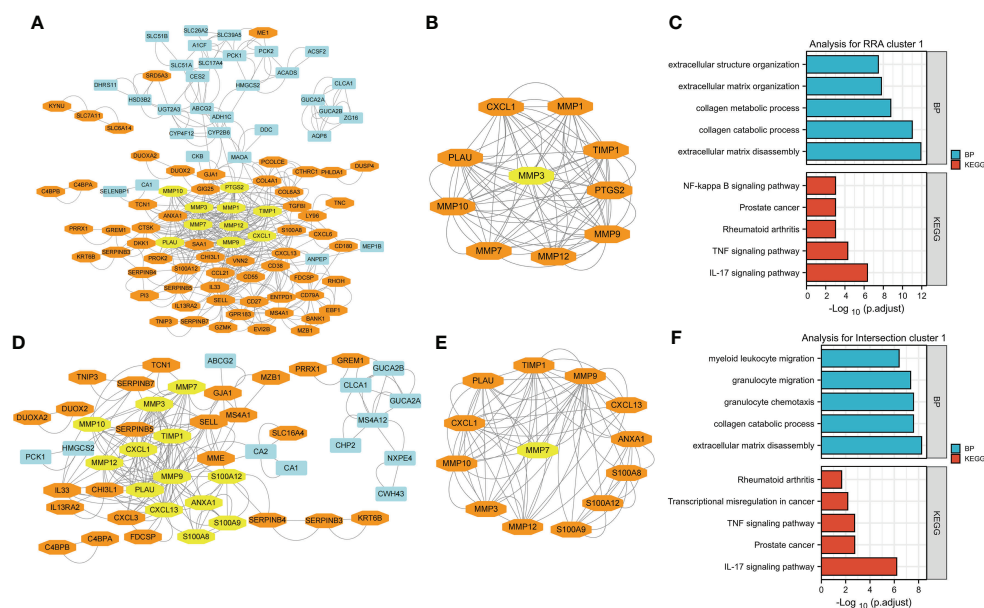 A
SLC51B
SLC26A2
SLC39A5
ME1
A1CF
PCK1
PCK2
ACSF2
SLC51A
SLC17A4
ACADS
DHRS11
SRD5A3
CES2
HMGCS2
CLCA1
HSD3B2
KYNU
UGT2A3
ABCG2
GUCA2A
GUCA2B
ZG16
SLC7A11
SLC6A14
ADH1C
CYP4F12
CYP2B6
DDC
AQP8
CKB
MAOA
DUOXA2
DUOX2
PCOLCE
CTHRC1
DUSP4
C4BPA
GJA1
COL4A1
PHLDA1
C4BPB
CA1
SELENBP1
MMP10
GIG25
PTGS2
COL6A3
TCN1
MMP3
MMP1
TIMP1
TGFBI
TNC
ANXA1
LY96
PRRX1
GREM1
CTSK
MMP7
MMP12
S100A8
CXCL6
DKK1
PLAU
SAA1
MMP9
CXCL1
CD180
MEP1B
KRT6B
SERPINB3
PROK2
CHI3L1
VNN2
CXCL13
ANPEP
SERPINB4
S100A12
CCL21
CD55
CD38
FDCSP
RHOH
SERPINB5
IL33
PI3
IL13RA2
SELL
CD27
ENTPD1
CD79A
EBF1
TNIP3
SERPINB7
GPR183
MS4A1
BANK1
GZMK
EVI2B
MZB1
B
CXCL1
MMP1
PLAU
TIMP1
MMP3
MMP10
PTGS2
MMP7
MMP9
MMP12
C
Analysis for RRA cluster 1
extracellular structure organization
extracellular matrix organization
collagen metabolic process
collagen catabolic process
extracellular matrix disassembly
BP
NF-kappa B signaling pathway
Prostate cancer
Rheumatoid arthritis
TNF signaling pathway
IL-17 signaling pathway
KEGG
BP
KEGG
0 2 4 6 8 10 12
-Log 10 (p.adjust)
D
TCN1
ABCG2
GREM1
GUCA2B
TNIP3
SERPINB7
MMP7
MZB1
PRRX1
CLCA1
GUCA2A
GJA1
DUOXA2
DUOX2
MMP3
MS4A1
MS4A12
MMP10
SERPINB5
TIMP1
SELL
SLC16A4
CHP2
PCK1
HMGCS2
CXCL1
MME
CA2
NXPE4
MMP12
MMP9
CA1
S100A12
CWH43
IL33
CHI3L1
PLAU
ANXA1
IL13RA2
CXCL3
CXCL13
S100A9
SERPINB4
SERPINB3
KRT6B
C4BPB
C4BPA
FDCSP
S100A8
E
TIMP1
PLAU
MMP9
CXCL13
CXCL1
ANXA1
MMP7
MMP10
S100A8
MMP3
S100A12
MMP12
S100A9
F
Analysis for Intersection cluster 1
myeloid leukocyte migration
granulocyte migration
granulocyte chemotaxis
collagen catabolic process
extracellular matrix disassembly
BP
Rheumatoid arthritis
Transcriptional misregulation in cancer
TNF signaling pathway
Prostate cancer
IL-17 signaling pathway
KEGG
BP
KEGG
0 2 4 6 8
-Log 10 (p.adjust)